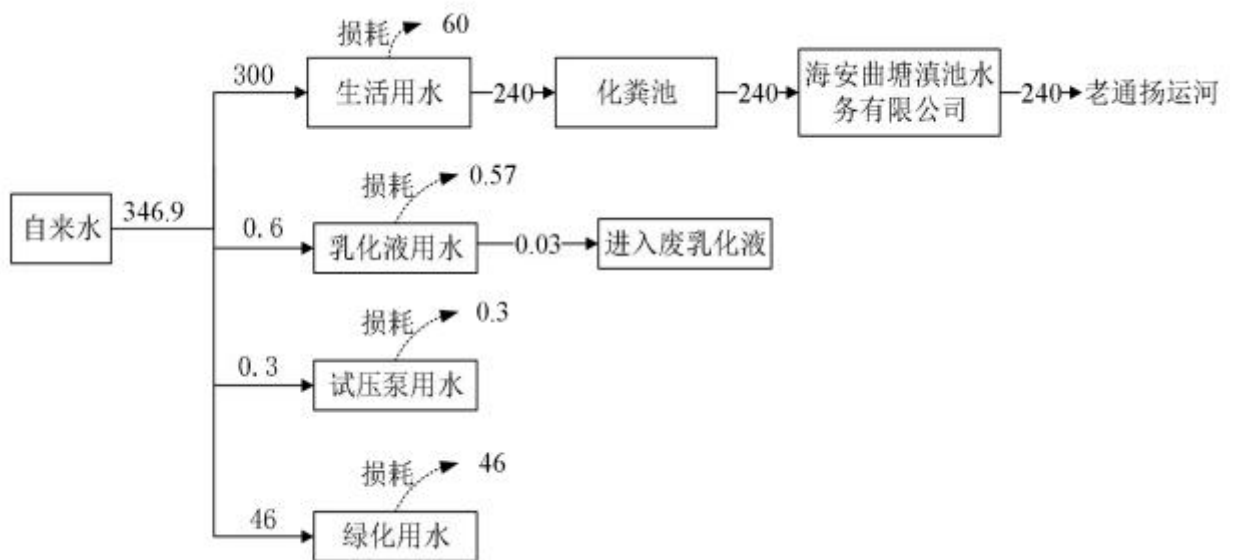 损耗 60
300
生活用水
240
化粪池
240
海安曲塘滇池水
务有限公司
240
老通扬运河
自来水
346.9
损耗 0.57
0.6
乳化液用水
0.03
进入废乳化液
损耗 0.3
0.3
试压泵用水
损耗 46
46
绿化用水